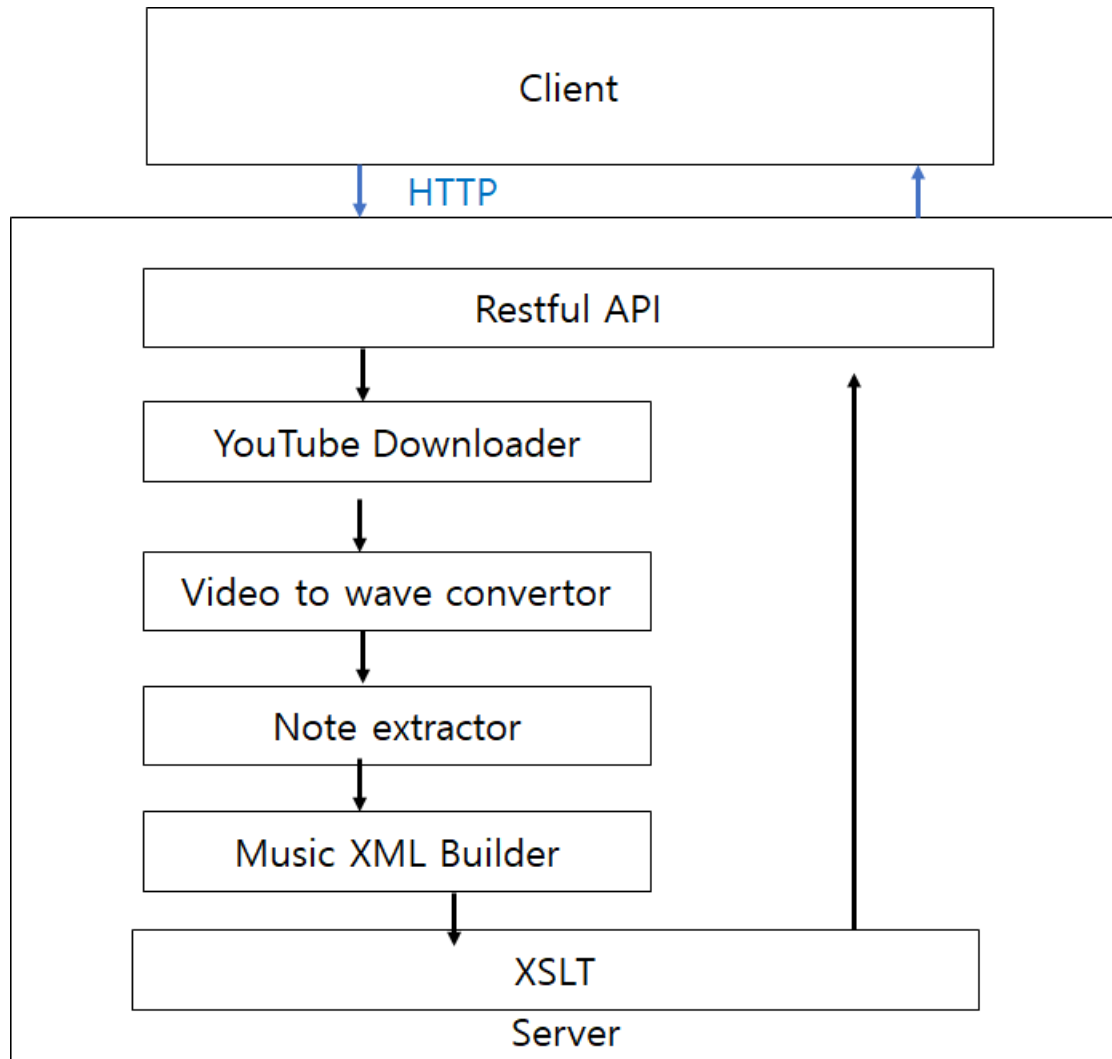 Client
HTTP
Restful API
YouTube Downloader
Video to wave convertor
Note extractor
Music XML Builder
XSLT
Server